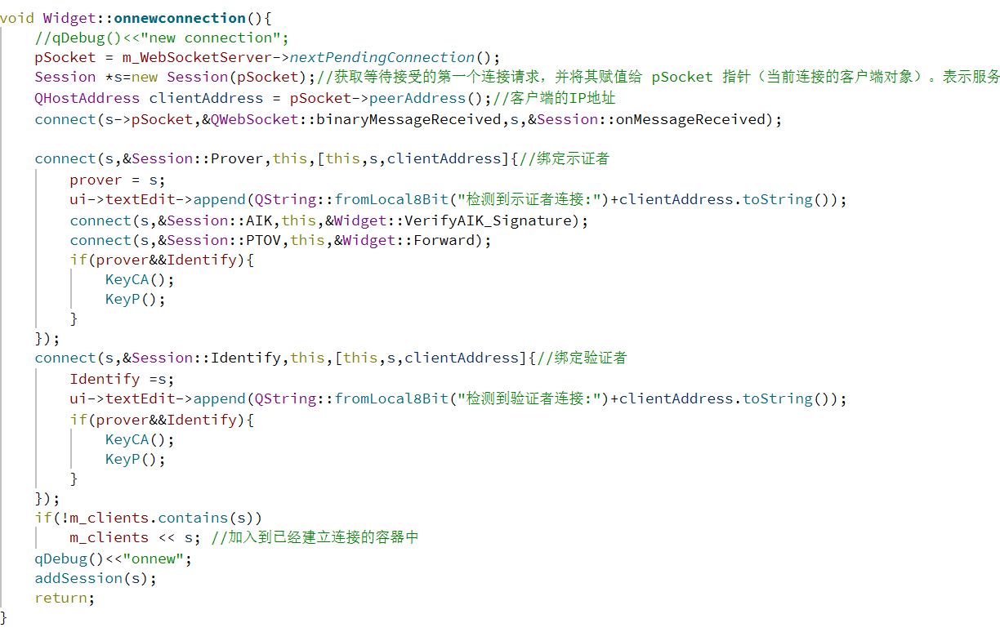 void Widget::onnewconnection(){
//qDebug()<<"new connection";
pSocket = m_WebSocketServer->nextPendingConnection();
Session *s=new Session(pSocket);//获取等待接受的第一个连接请求，并将其赋值给 pSocket 指针（当前连接的客户端对象）。表示服务
QHostAddress clientAddress = pSocket->peerAddress();//客户端的IP地址
connect(s->pSocket,&QWebSocket::binaryMessageReceived,s,&Session::onMessageReceived);
connect(s,&Session::Prover,this,[this,s,clientAddress]{//绑定示证者
prover = s;
ui->textEdit->append(QString::fromLocal8Bit("检测到示证者连接:")+clientAddress.toString());
connect(s,&Session::AIK,this,&Widget::VerifyAIK_Signature);
connect(s,&Session::PTOV,this,&Widget::Forward);
if(prover&&Identify){
KeyCA();
KeyP();
}
});
connect(s,&Session::Identify,this,[this,s,clientAddress]{//绑定验证者
Identify =s;
ui->textEdit->append(QString::fromLocal8Bit("检测到验证者连接:")+clientAddress.toString());
if(prover&&Identify){
KeyCA();
KeyP();
}
});
if(!m_clients.contains(s))
m_clients << s; //加入到已经建立连接的容器中
qDebug()<<"onnew";
addSession(s);
return;
}